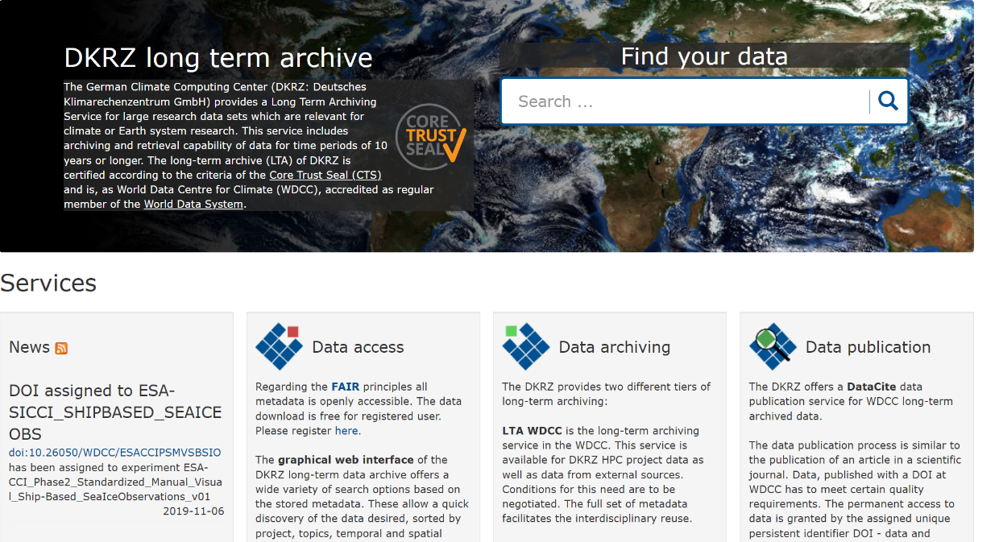 DKRZ long term archive
The German Climate Computing Center (DKRZ: Deutsches
Klimarechenzentrum GmbH) provides a Long Term Archiving
Service for large research data sets which are relevant for
climate or Earth system research. This service includes
archiving and retrieval capability of data for time periods of 10
years or longer. The long-term archive (LTA) of DKRZ is
certified according to the criteria of the Core Trust Seal (CTS)
and is, as World Data Centre for Climate (WDCC), accredited as regular
member of the World Data System.
CORE
TRUST
SEAL
Find your data
Search ...
Services
News
DOI assigned to ESA-
SICCI_SHIPBASED_SEAICE
OBS
doi:10.26050/WDCC/ESACCIPSMVSBSIO
has been assigned to experiment ESA-
CCI_Phase2_Standardized_Manual_Visua
l_Ship-Based_SeaIceObservations_v01
2019-11-06
Data access
Regarding the FAIR principles all
metadata is openly accessible. The data
download is free for registered user.
Please register here.
The graphical web interface of the
DKRZ long-term data archive offers a
wide variety of search options based on
the stored metadata. These allow a quick
discovery of the data desired, sorted by
project, topics, temporal and spatial
Data archiving
The DKRZ provides two different tiers of
long-term archiving:
LTA WDCC is the long-term archiving
service in the WDCC. This service is
available for DKRZ HPC project data as
well as data from external sources.
Conditions for this need are to be
negotiated. The full set of metadata
facilitates the interdisciplinary reuse.
Data publication
The DKRZ offers a DataCite data
publication service for WDCC long-term
archived data.
The data publication process is similar to
the publication of an article in a scientific
journal. Data, published with a DOI at
WDCC has to meet certain quality
requirements. The permanent access to
data is granted by the assigned unique
persistent identifier DOI - data and